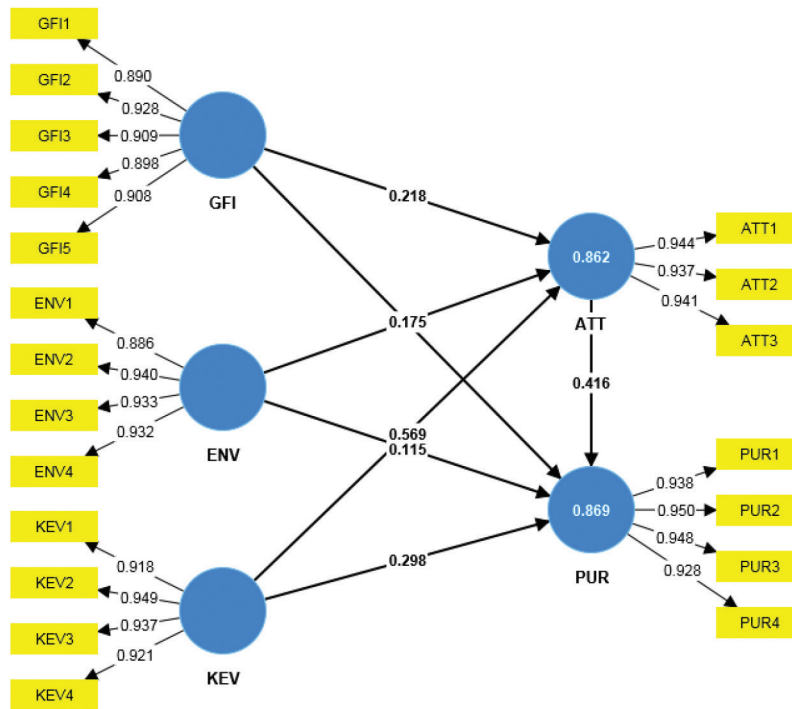 GFI1
0.890
GFI2
0.928
GFI3
0.909
GFI4
0.898
GFI5
0.908
GFI
0.218
ATT1
0.944
ATT2
0.937
ATT3
0.941
0.862
ATT
ENV1
0.886
ENV2
0.940
ENV3
0.933
ENV4
0.932
ENV
0.175
0.416
0.569
0.115
PUR1
0.938
PUR2
0.950
PUR3
0.948
PUR4
0.928
0.869
PUR
KEV1
0.918
KEV2
0.949
KEV3
0.937
KEV4
0.921
KEV
0.298